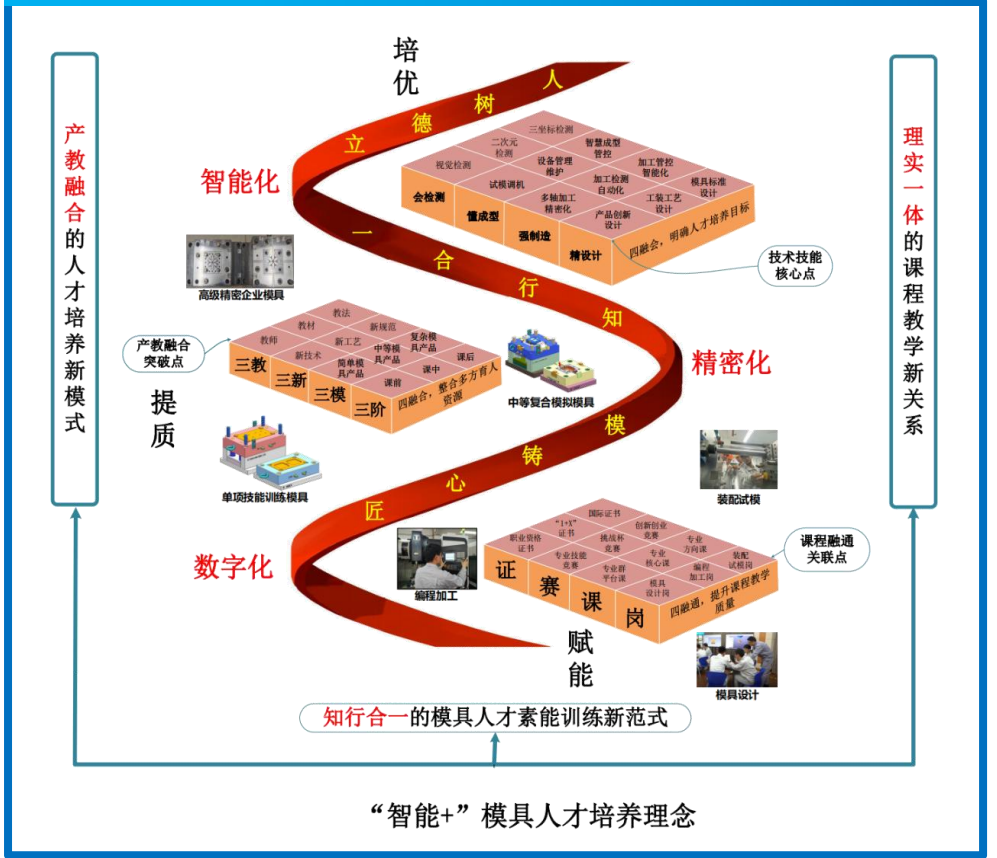 培优
立德树人
产教融合的人才培养新模式
理实一体的课程教学新关系
智能化
三坐标检测
二次元
检测
视觉检测
智慧成型
管控
设备管理
维护
试模调机
加工管控
智能化
加工检测
自动化
多轴加工
精密化
模具标准
设计
工装工艺
设计
产品创新
设计
会检测
懂成型
强制造
精设计
四融会，明确人才培养目标
技术技能
核心点
一合行知
高级精密企业模具
产教融合
突破点
教法
教材
教师
新规范
新工艺
新技术
复杂模
具产品
中等模
具产品
简单模
具产品
课后
课中
课前
三教
三新
三模
三阶
四融合，整合多方育人
资源
中等复合模拟模具
精密化
提质
单项技能训练模具
匠心铸模
装配试模
数字化
编程加工
国际证书
“1+X”
证书
职业资格
证书
创新创业
竞赛
挑战杯
竞赛
专业技能
竞赛
专业
方向课
专业
核心课
专业群
平台课
装配
试模岗
编程
加工岗
模具
设计岗
证
赛
课
岗
四融通，提升课程教学
质量
课程融通
关联点
赋能
模具设计
知行合一的模具人才素能训练新范式
“智能+”模具人才培养理念